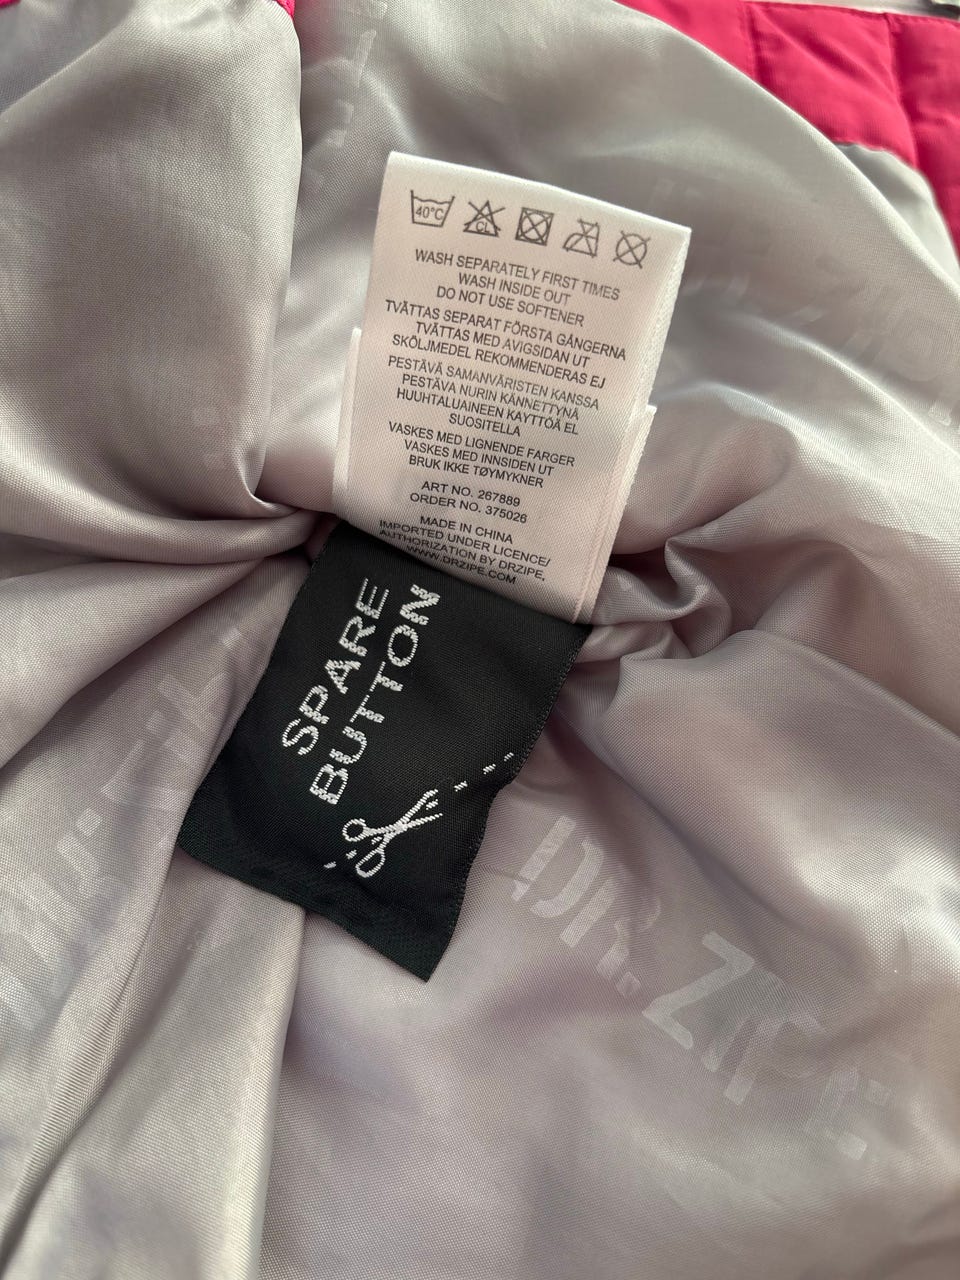 40°C
CL
WASH SEPARATELY FIRST TIMES
WASH INSIDE OUT
DO NOT USE SOFTENER
TVÄTTAS SEPARAT FÖRSTA GÅNGERNA
TVÄTTAS MED AVIGSIDAN UT
SKÖLJMEDEL REKOMMENDERAS EJ
PESTÄVÄ SAMANVÄRISTEN KANSSA
PESTÄVÄ NURIN KÄNNETTYNÄ
HUUHTALUAINEEN KAYTTÖÄ EL
SUOSITELLA
VASKES MED LIGNENDE FARGER
VASKES MED INNSIDEN UT
BRUK IKKE TØYMYKNER
ART NO. 267889
ORDER NO. 375026
MADE IN CHINA
IMPORTED UNDER LICENCE/
AUTHORIZATION BY DRZIPE,
WWW.DRZIPE.COM
SPARE
BUTTON
DR. ZIPE